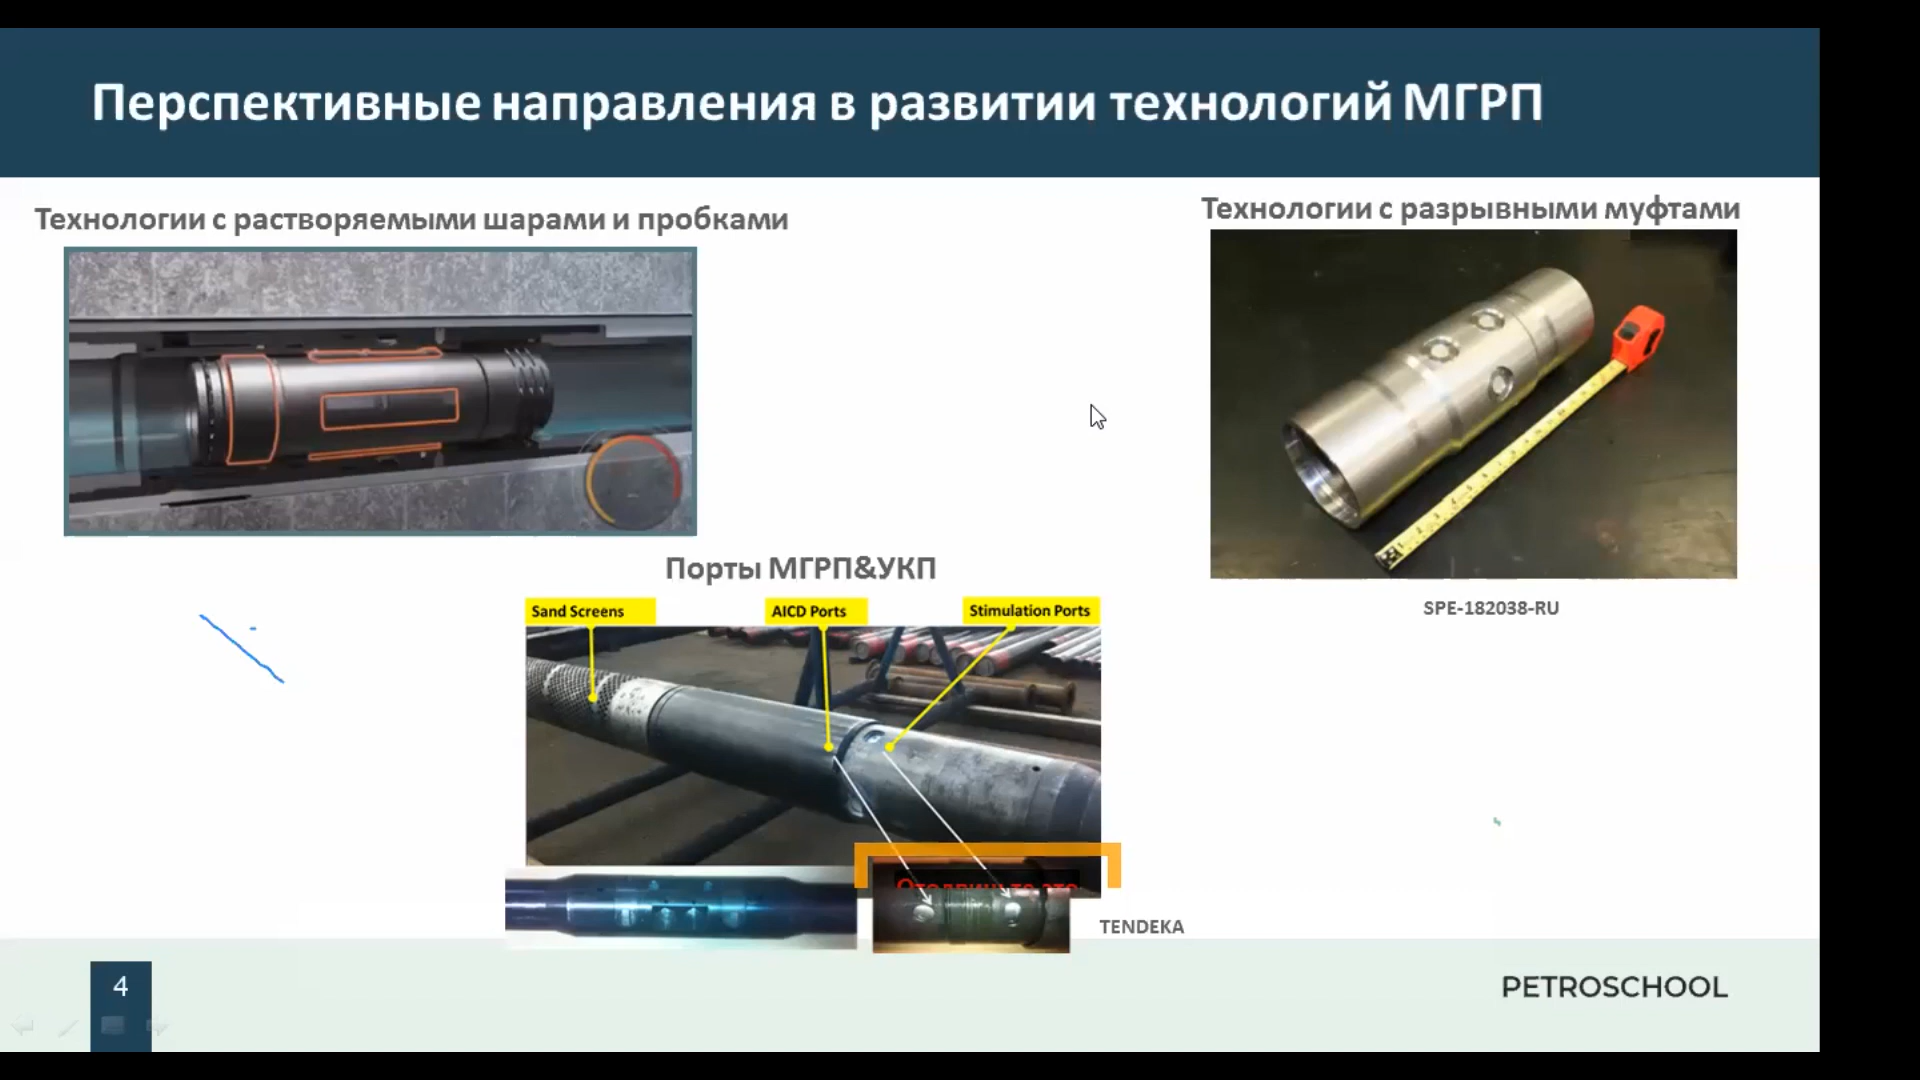 Перспективные направления в развитии технологий МГРП
Технологии с растворяемыми шарами и пробками
Технологии с разрывными муфтами
SPE-182038-RU
Порты МГРП&УКП
Sand Screens
AICD Ports
Stimulation Ports
TENDEKA
4
PETROSCHOOL